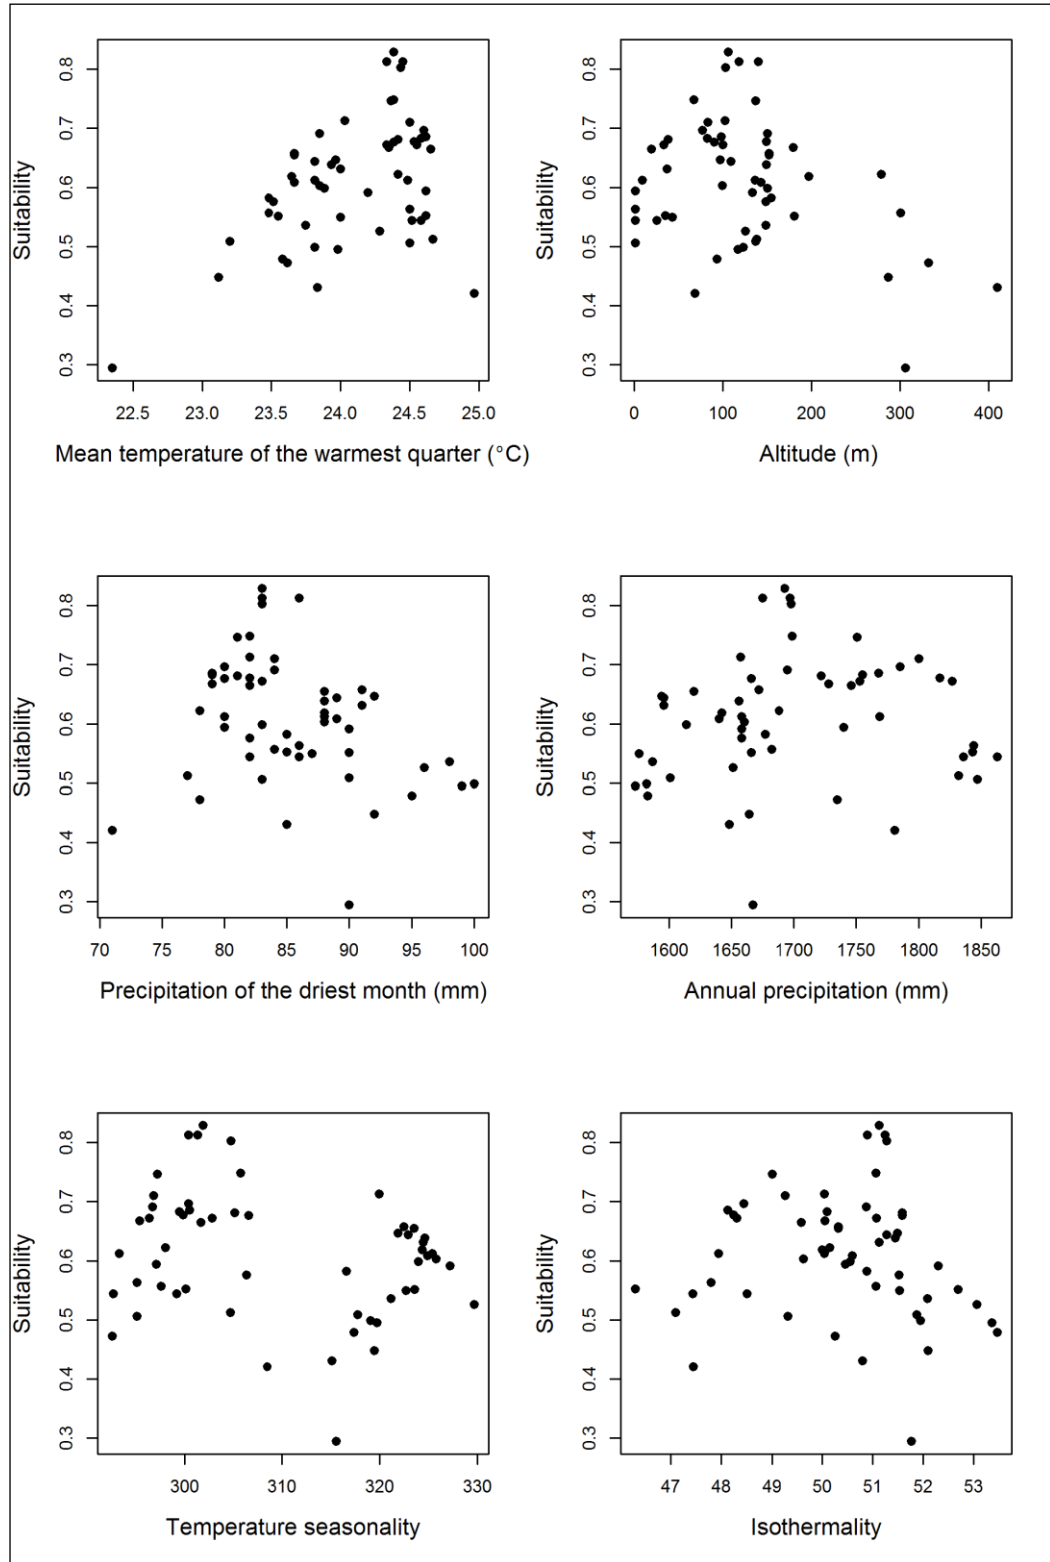 Suitability
0.3 0.4 0.5 0.6 0.7 0.8
22.5 23.0 23.5 24.0 24.5 25.0
Mean temperature of the warmest quarter (°C)
Suitability
0.3 0.4 0.5 0.6 0.7 0.8
0 100 200 300 400
Altitude (m)
Suitability
0.3 0.4 0.5 0.6 0.7 0.8
70 75 80 85 90 95 100
Precipitation of the driest month (mm)
Suitability
0.3 0.4 0.5 0.6 0.7 0.8
1600 1650 1700 1750 1800 1850
Annual precipitation (mm)
Suitability
0.3 0.4 0.5 0.6 0.7 0.8
300 310 320 330
Temperature seasonality
Suitability
0.3 0.4 0.5 0.6 0.7 0.8
47 48 49 50 51 52 53
Isothermality